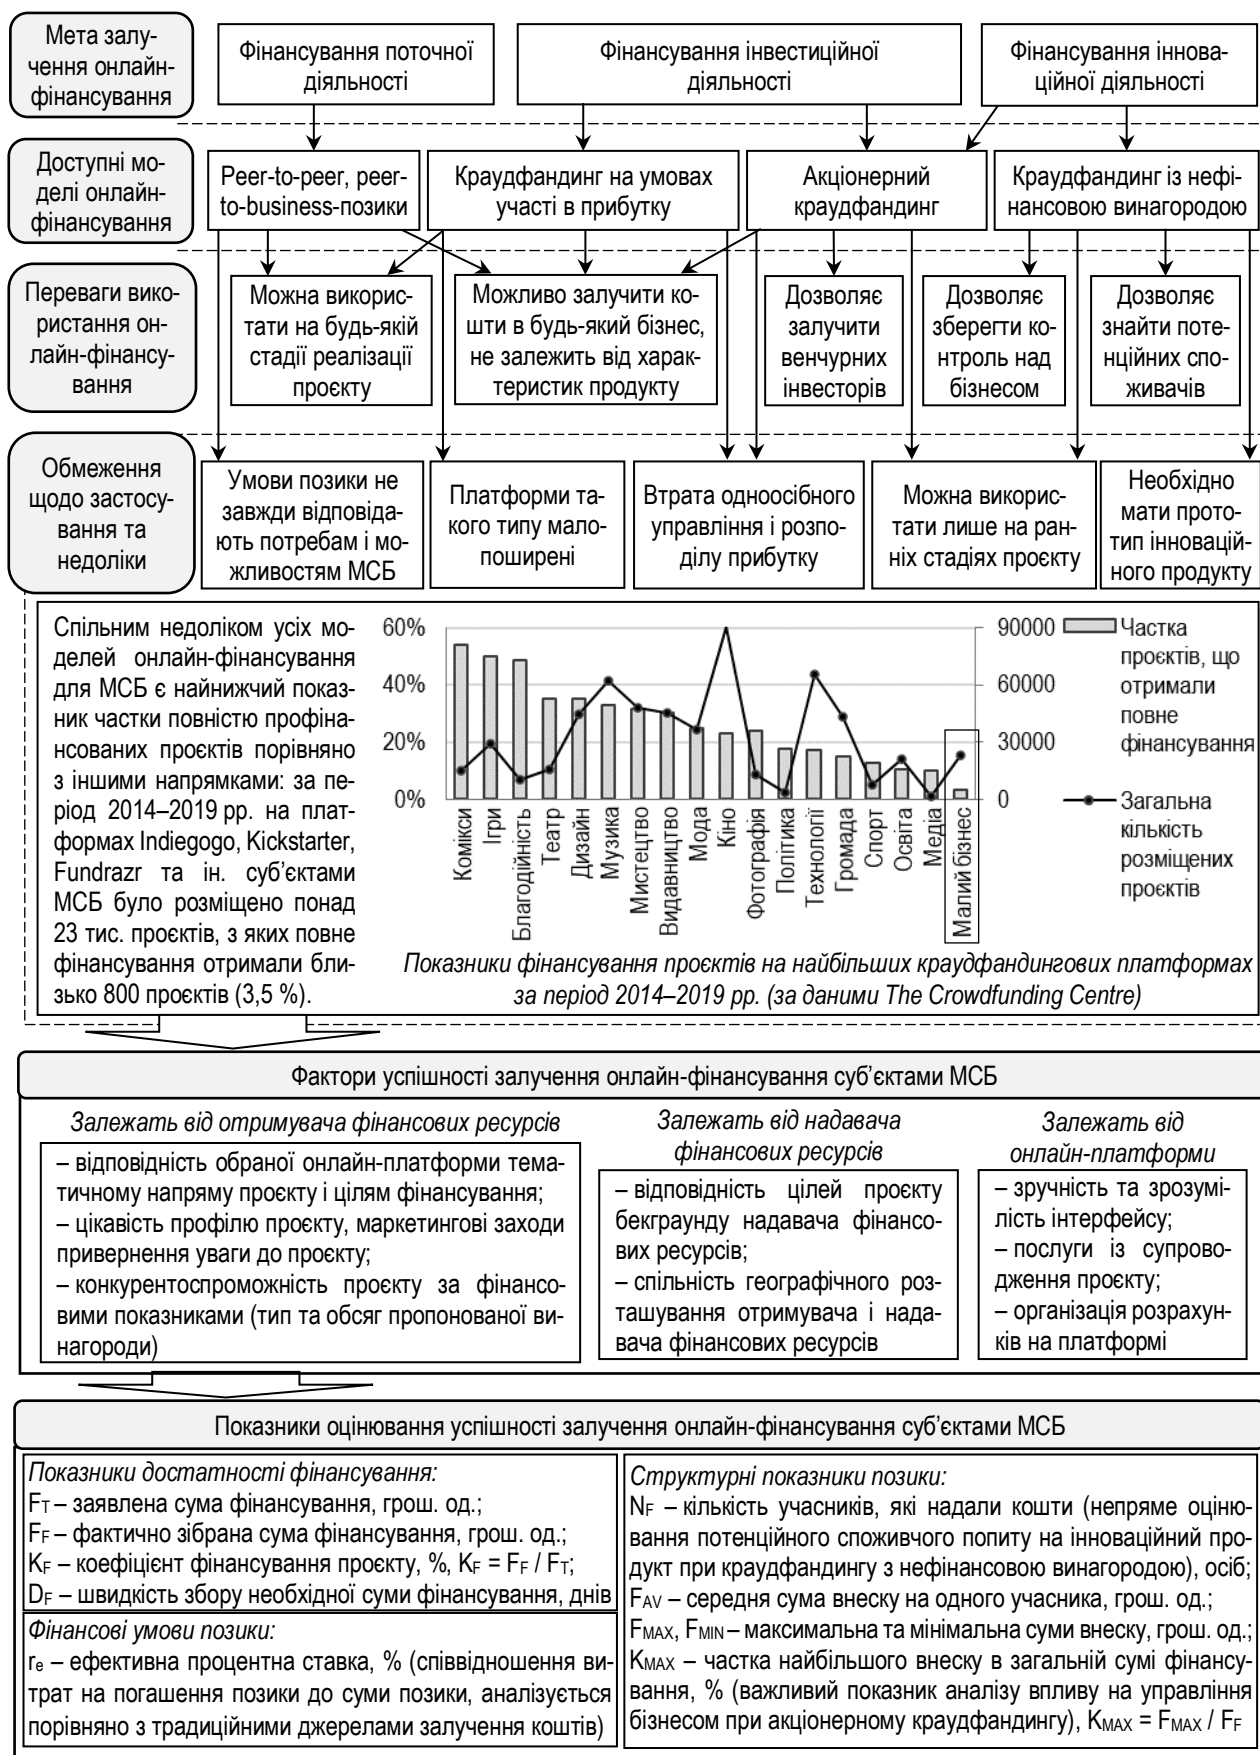 Мета залу-
чення онлайн-
фінансування
Фінансування поточної
діяльності
Фінансування інвестиційної
діяльності
Фінансування іннова-
ційної діяльності
Доступні мо-
делі онлайн-
фінансування
Peer-to-peer, peer-
to-business-позики
Краудфандинг на умовах
участі в прибутку
Акціонерний
краудфандинг
Краудфандинг із нефі-
нансовою винагородою
Переваги вико-
ристання он-
лайн-фінансу-
вання
Можна викорис-
тати на будь-якій
стадії реалізації
проєкту
Можливо залучити ко-
шти в будь-який бізнес,
не залежить від харак-
теристик продукту
Дозволяє
залучити
венчурних
інвесторів
Дозволяє
зберегти ко-
нтроль над
бізнесом
Дозволяє
знайти поте-
нційних спо-
живачів
Обмеження
щодо застосу-
вання та
недоліки
Умови позики не
завжди відповіда-
ють потребам і мо-
жливостям МСБ
Платформи та-
кого типу мало-
поширені
Втрата одноосібного
управління і розпо-
ділу прибутку
Можна викорис-
тати лише на ран-
ніх стадіях проєкту
Необхідно
мати прото-
тип інновацій-
ного продукту
Спільним недоліком усіх мо-
делей онлайн-фінансування
для МСБ є найнижчий показ-
ник частки повністю профіна-
нсованих проєктів порівняно
з іншими напрямками: за пе-
ріод 2014–2019 рр. на плат-
формах Indiegogo, Kickstarter,
Fundrazr та ін. суб’єктами
МСБ було розміщено понад
23 тис. проєктів, з яких повне
фінансування отримали бли-
зько 800 проєктів (3,5 %).
60%
40%
20%
0%
90000
60000
30000
0
Комікси
Ігри
Благодійність
Театр
Дизайн
Музика
Мистецтво
Видавництво
Мода
Кіно
Фотографія
Політика
Технології
Громада
Спорт
Освіта
Медіа
Малий бізнес
Частка
проєктів, що
отримали
повне
фінансування
Загальна
кількість
розміщених
проєктів
Показники фінансування проєктів на найбільших краудфандингових платформах
за період 2014–2019 рр. (за даними The Crowdfunding Centre)
Фактори успішності залучення онлайн-фінансування суб’єктами МСБ
Залежать від отримувача фінансових ресурсів
– відповідність обраної онлайн-платформи тема-
тичному напряму проєкту і цілям фінансування;
– цікавість профілю проєкту, маркетингові заходи
привернення уваги до проєкту;
– конкурентоспроможність проєкту за фінансо-
вими показниками (тип та обсяг пропонованої ви-
нагороди)
Залежать від надавача
фінансових ресурсів
– відповідність цілей проєкту
бекграунду надавача фінансо-
вих ресурсів;
– спільність географічного роз-
ташування отримувача і нада-
вача фінансових ресурсів
Залежать від
онлайн-платформи
– зручність та зрозумі-
лість інтерфейсу;
– послуги із супрово-
дження проєкту;
– організація розрахун-
ків на платформі
Показники оцінювання успішності залучення онлайн-фінансування суб’єктами МСБ
Показники достатності фінансування:
FT – заявлена сума фінансування, грош. од.;
FF – фактично зібрана сума фінансування, грош. од.;
KF – коефіцієнт фінансування проєкту, %, KF = FF / FT;
DF – швидкість збору необхідної суми фінансування, днів
Фінансові умови позики:
re – ефективна процентна ставка, % (співвідношення ви-
трат на погашення позики до суми позики, аналізується
порівняно з традиційними джерелами залучення коштів)
Структурні показники позики:
NF – кількість учасників, які надали кошти (непряме оціню-
вання потенційного споживчого попиту на інноваційний про-
дукт при краудфандингу з нефінансовою винагородою), осіб;
FAV – середня сума внеску на одного учасника, грош. од.;
FMAX, FMIN – максимальна та мінімальна суми внеску, грош. од.;
KMAX – частка найбільшого внеску в загальній сумі фінансу-
вання, % (важливий показник аналізу впливу на управління
бізнесом при акціонерному краудфандингу), KMAX = FMAX / FF